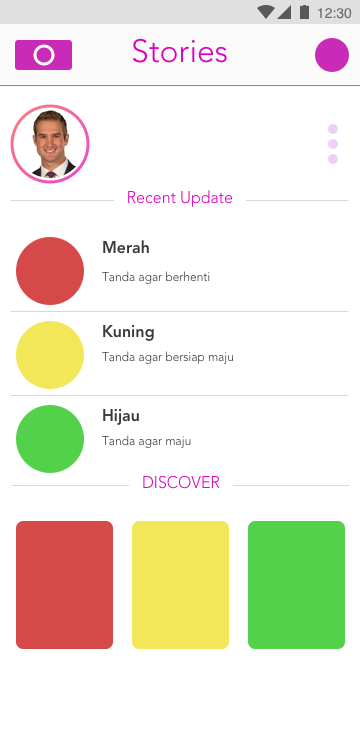 12:30
Stories
Recent Update
Merah
Tanda agar berhenti
Kuning
Tanda agar bersiap maju
Hijau
Tanda agar maju
DISCOVER